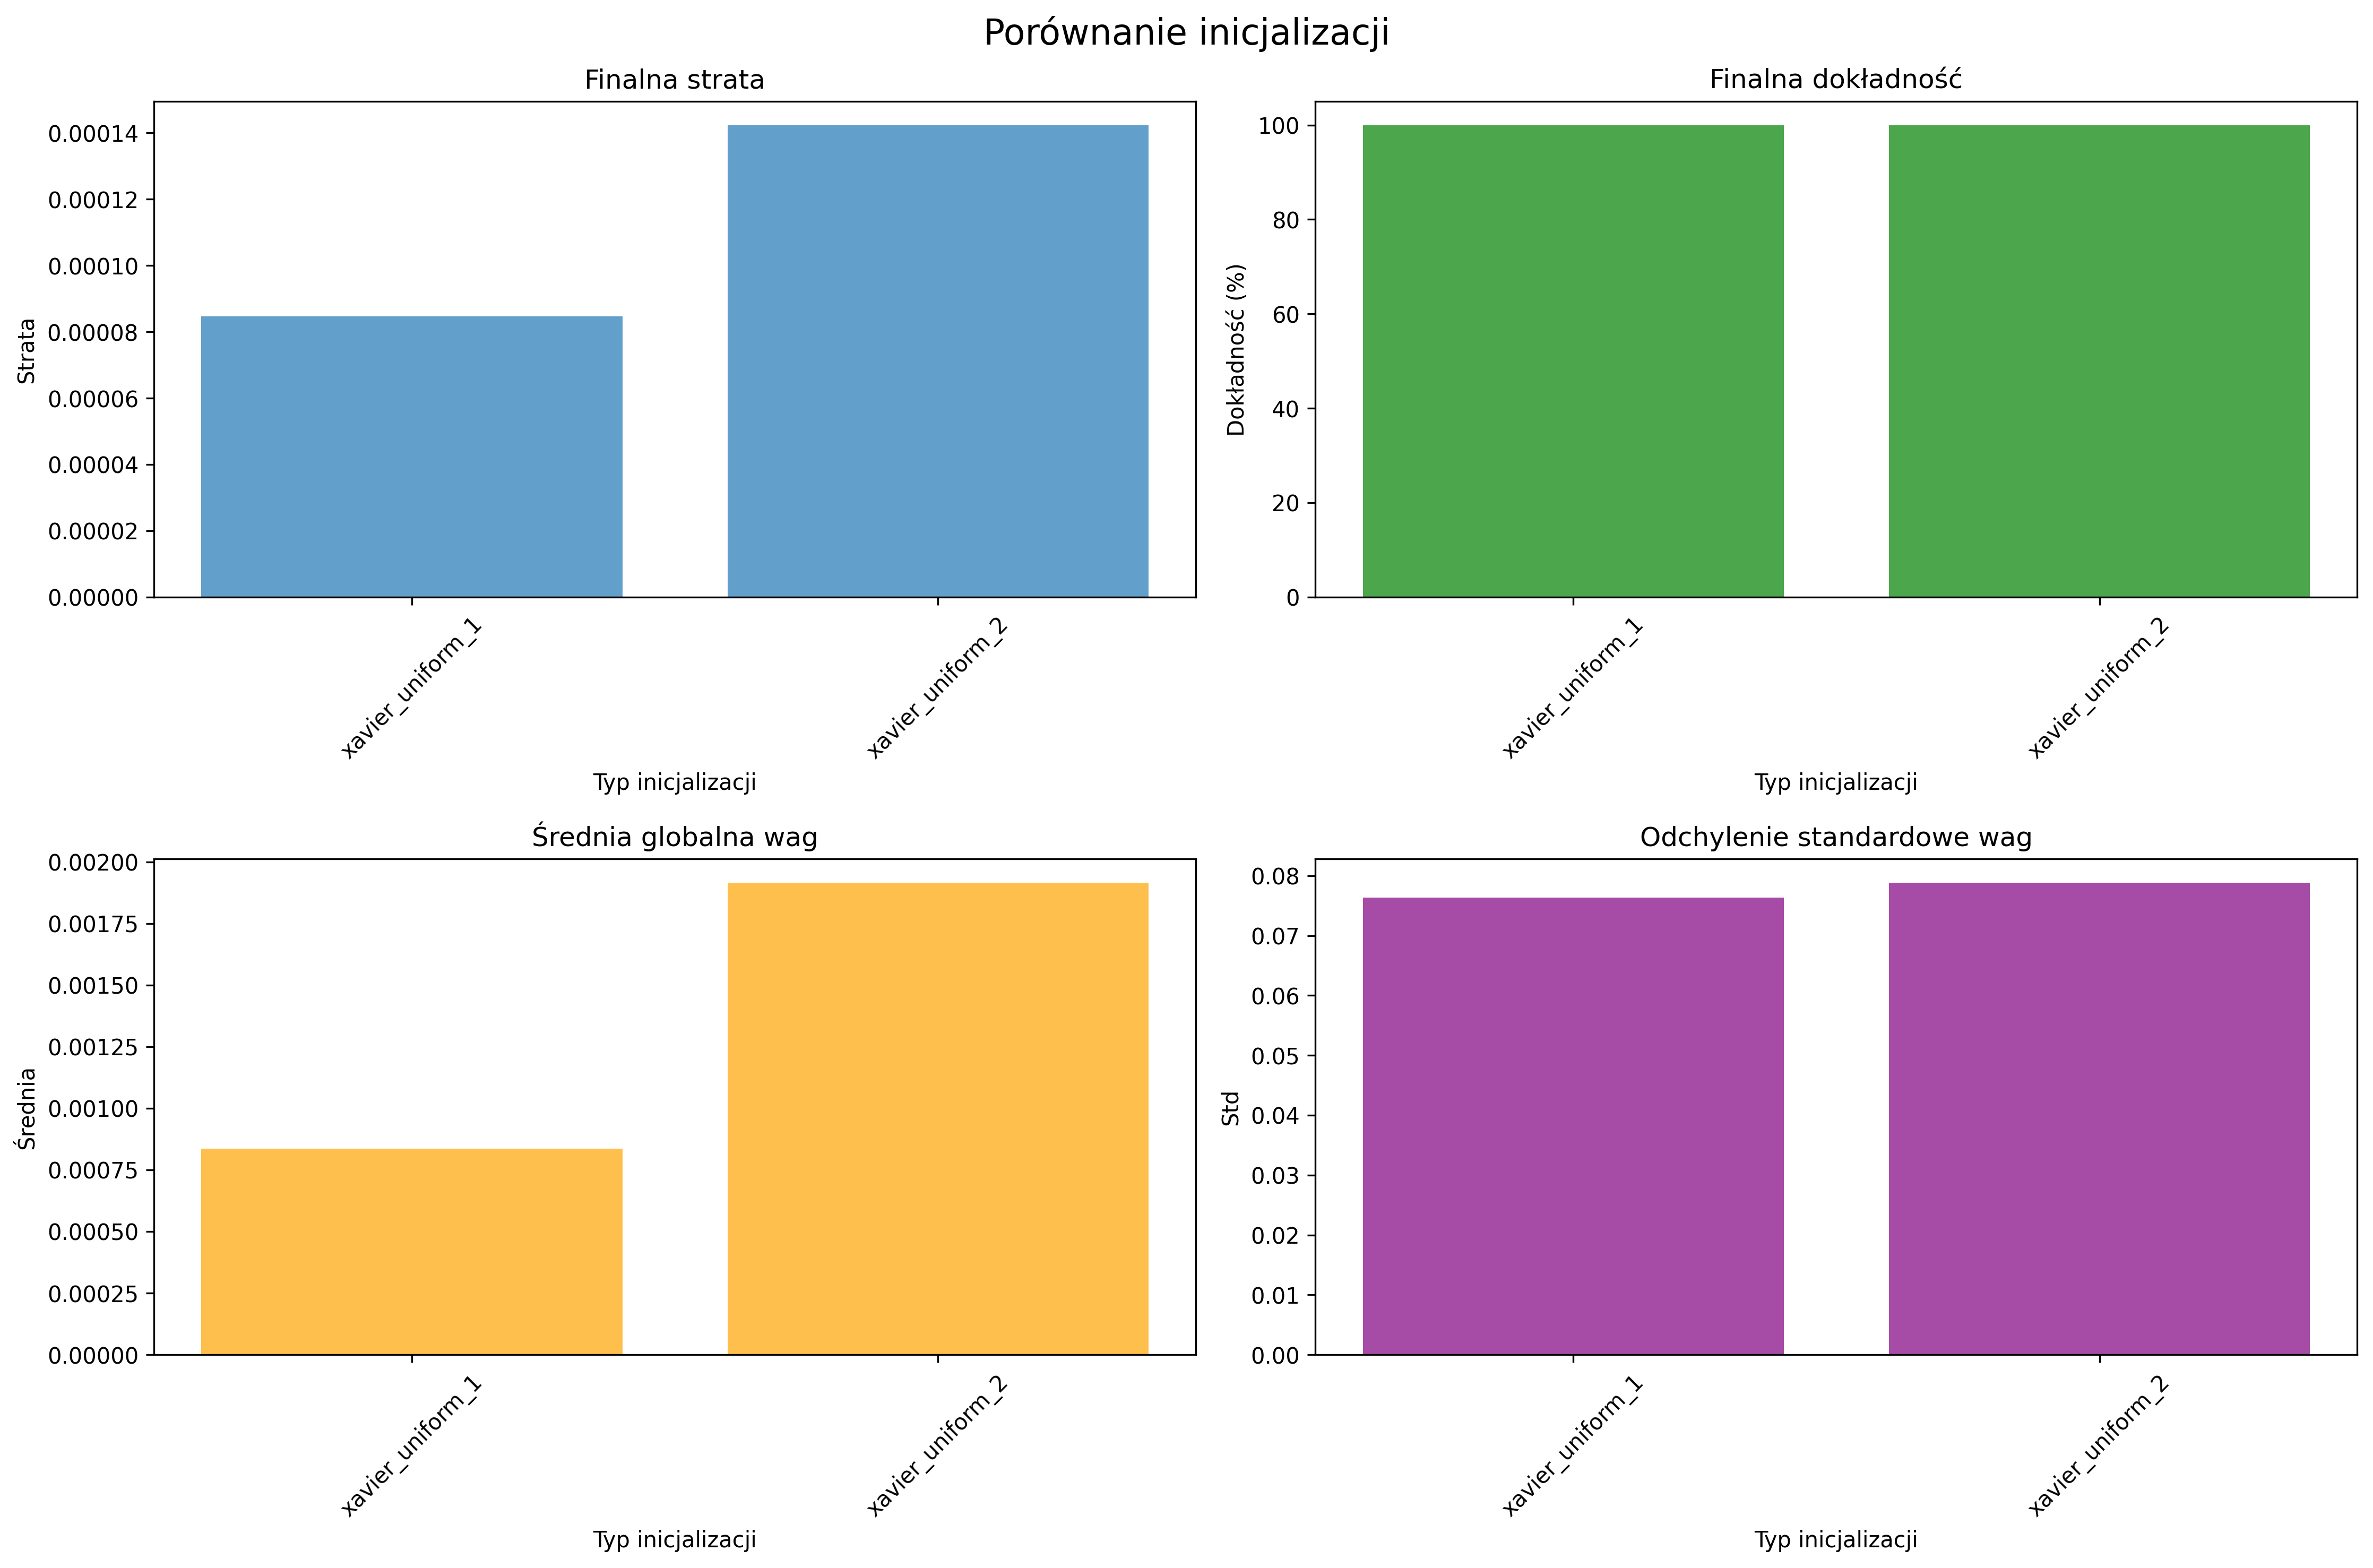 Porównanie inicjalizacji
Finalna strata
Strata
0.00014
0.00012
0.00010
0.00008
0.00006
0.00004
0.00002
0.00000
xavier_uniform_1
xavier_uniform_2
Typ inicjalizacji
Finalna dokładność
Dokładność (%)
100
80
60
40
20
0
xavier_uniform_1
xavier_uniform_2
Typ inicjalizacji
Średnia globalna wag
Średnia
0.00200
0.00175
0.00150
0.00125
0.00100
0.00075
0.00050
0.00025
0.00000
xavier_uniform_1
xavier_uniform_2
Typ inicjalizacji
Odchylenie standardowe wag
Std
0.08
0.07
0.06
0.05
0.04
0.03
0.02
0.01
0.00
xavier_uniform_1
xavier_uniform_2
Typ inicjalizacji